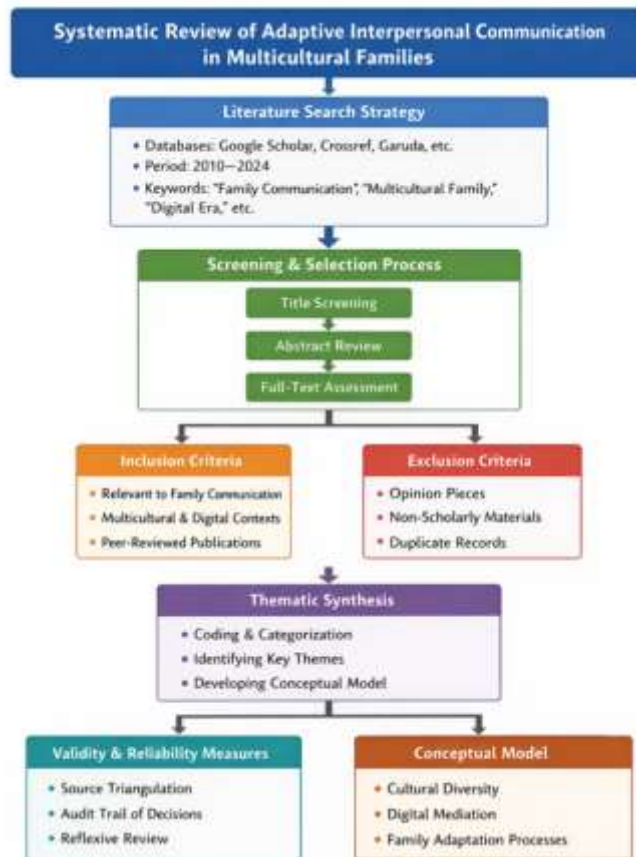 Systematic Review of Adaptive Interpersonal Communication
in Multicultural Families
Literature Search Strategy
• Databases: Google Scholar, Crossref, Garuda, etc.
• Period: 2010—2024
• Keywords: "Family Communication", "Multicultural Family,"
"Digital Era," etc.
Screening & Selection Process
Title Screening
Abstract Review
Full-Text Assessment
Inclusion Criteria
• Relevant to Family Communication
• Multicultural & Digital Contexts
• Peer-Reviewed Publications
Exclusion Criteria
• Opinion Pieces
• Non-Scholarly Materials
• Duplicate Records
Thematic Synthesis
• Coding & Categorization
• Identifying Key Themes
• Developing Conceptual Model
Validity & Reliability Measures
• Source Triangulation
• Audit Trail of Decisions
• Reflexive Review
Conceptual Model
• Cultural Diversity
• Digital Mediation
• Family Adaptation Processes